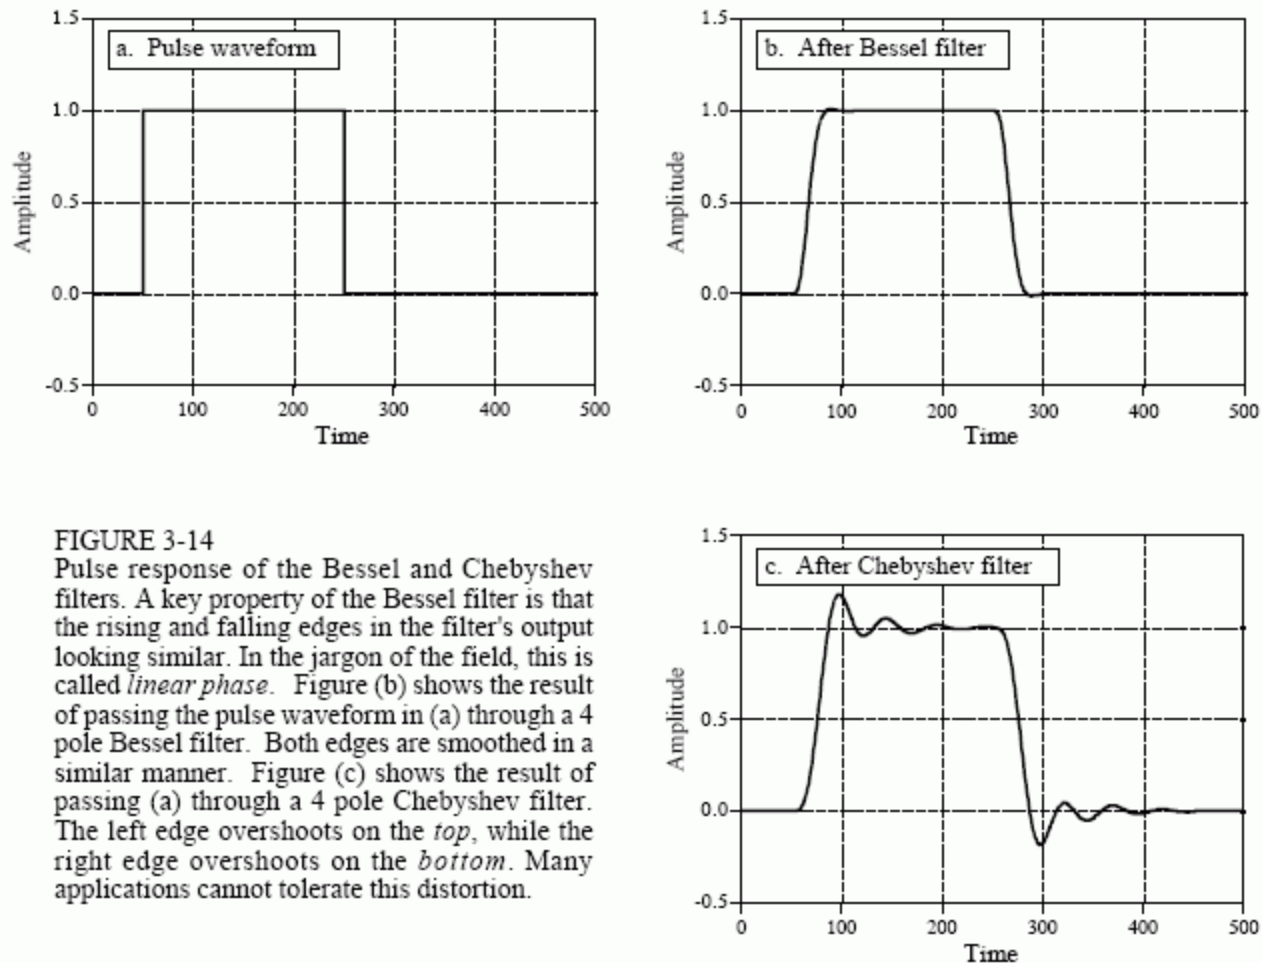 a. Pulse waveform
1.5
1.0
0.5
0.0
-0.5
Amplitude
0 100 200 300 400 500
Time
b. After Bessel filter
1.5
1.0
0.5
0.0
-0.5
Amplitude
0 100 200 300 400 500
Time
FIGURE 3-14
Pulse response of the Bessel and Chebyshev
filters. A key property of the Bessel filter is that
the rising and falling edges in the filter's output
looking similar. In the jargon of the field, this is
called linear phase. Figure (b) shows the result
of passing the pulse waveform in (a) through a 4
pole Bessel filter. Both edges are smoothed in a
similar manner. Figure (c) shows the result of
passing (a) through a 4 pole Chebyshev filter.
The left edge overshoots on the top, while the
right edge overshoots on the bottom. Many
applications cannot tolerate this distortion.
c. After Chebyshev filter
1.5
1.0
0.5
0.0
-0.5
Amplitude
0 100 200 300 400 500
Time